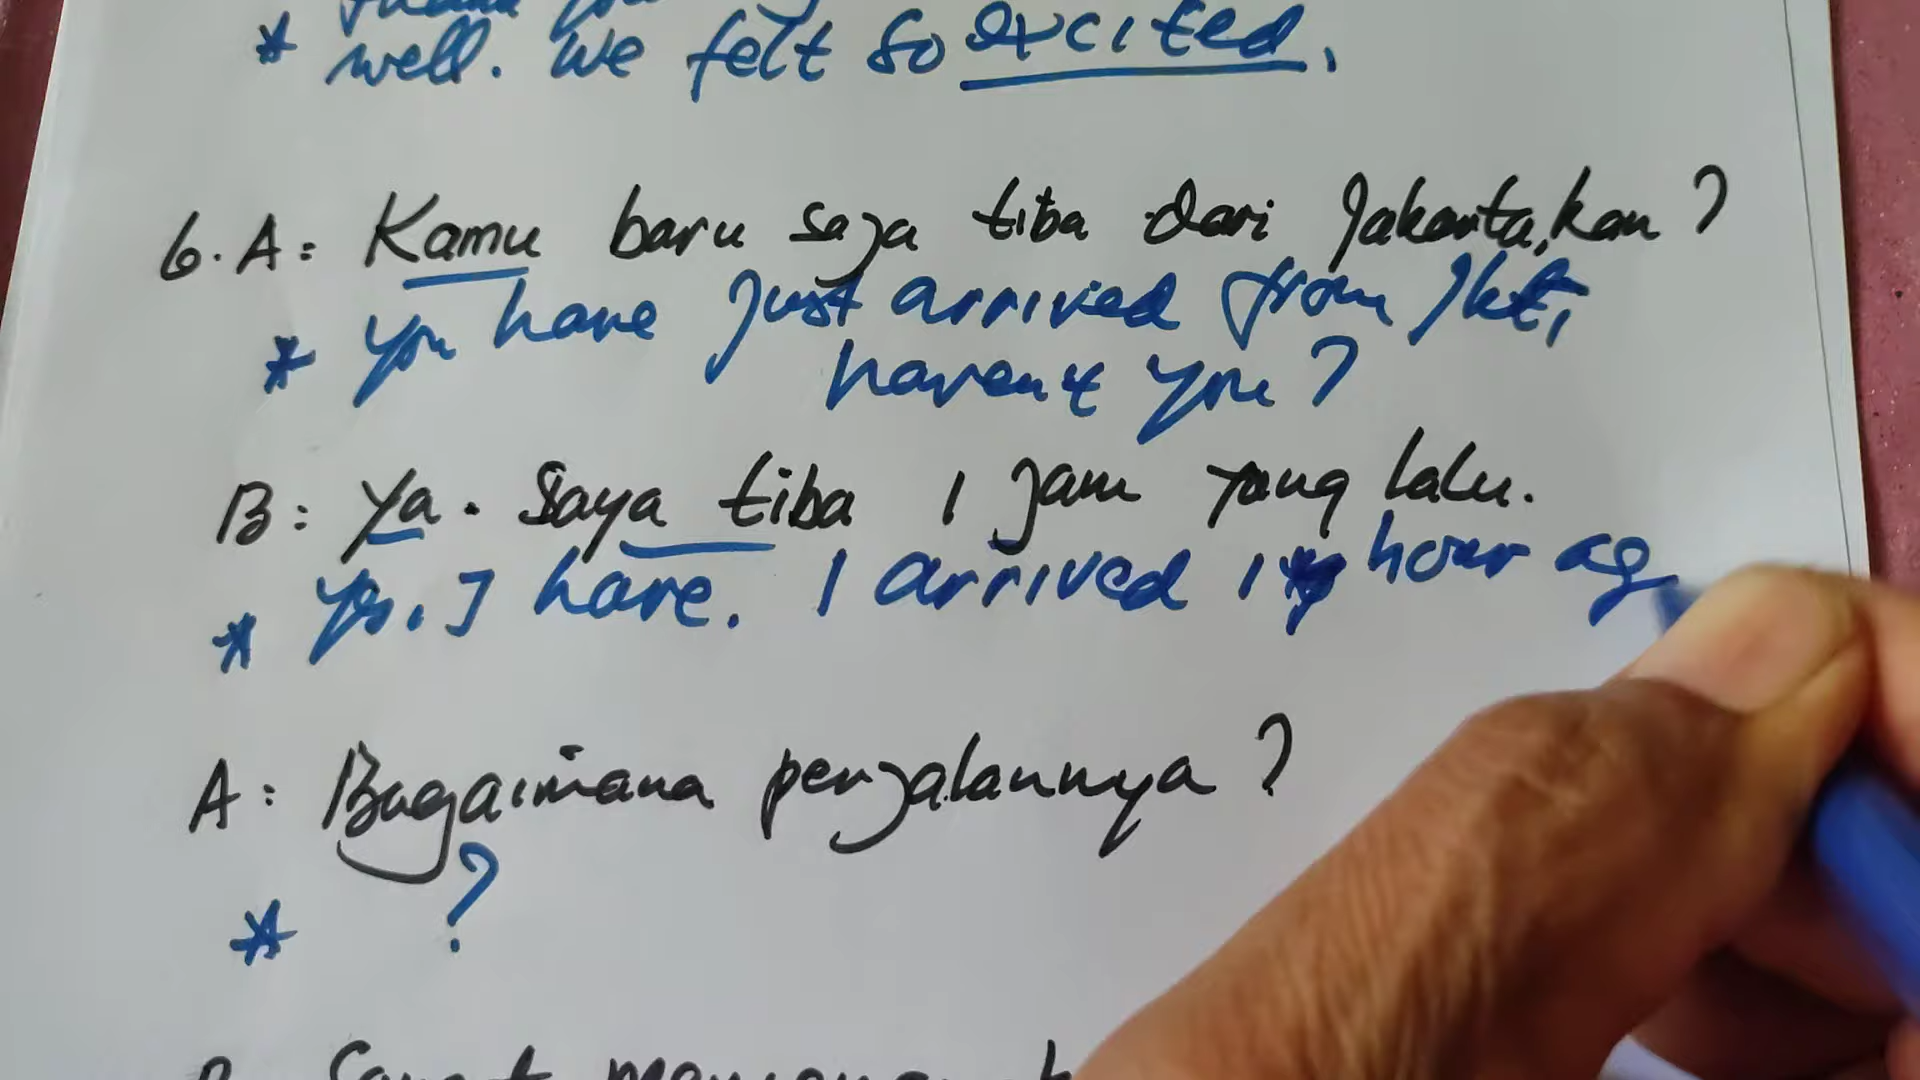 * well. We felt so excited.
6. A: Kamu baru saja tiba dari Jakarta, kan?
* you have just arrived from Jkt,
haven't you?
B: Ya. Saya tiba 1 jam yang lalu.
* Yes. I have. I arrived 1 hour ag
A: Bagaimana perjalannya?
* ?